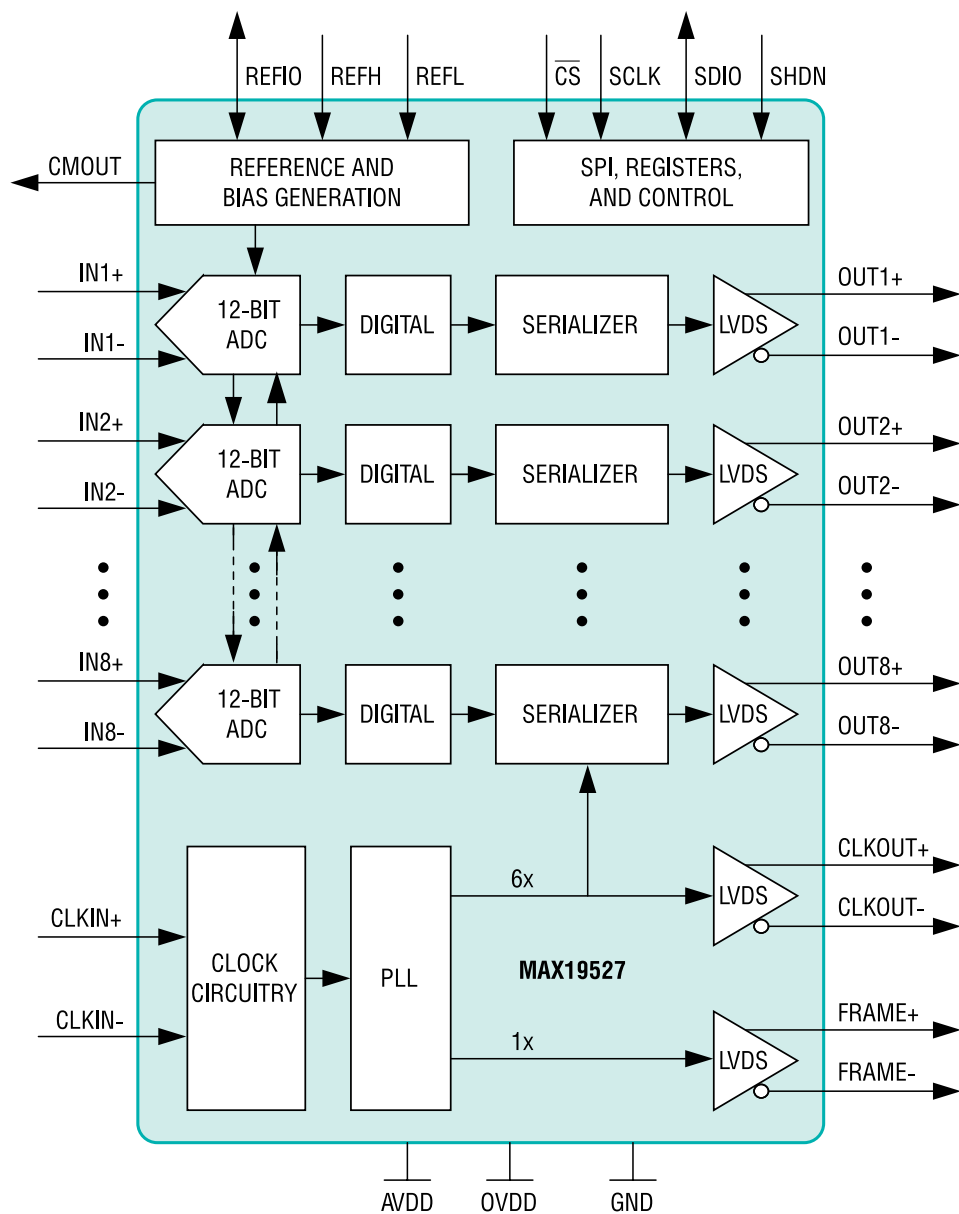 REFIO REFH REFL CS SCLK SDIO SHDN
CMOUT
REFERENCE AND
BIAS GENERATION
SPI, REGISTERS,
AND CONTROL
IN1+
IN1-
12-BIT
ADC
DIGITAL
SERIALIZER
LVDS
OUT1+
OUT1-
IN2+
IN2-
12-BIT
ADC
DIGITAL
SERIALIZER
LVDS
OUT2+
OUT2-
IN8+
IN8-
12-BIT
ADC
DIGITAL
SERIALIZER
LVDS
OUT8+
OUT8-
CLKIN+
CLKIN-
CLOCK
CIRCUITRY
PLL
6x
LVDS
CLKOUT+
CLKOUT-
MAX19527
1x
LVDS
FRAME+
FRAME-
AVDD OVDD GND